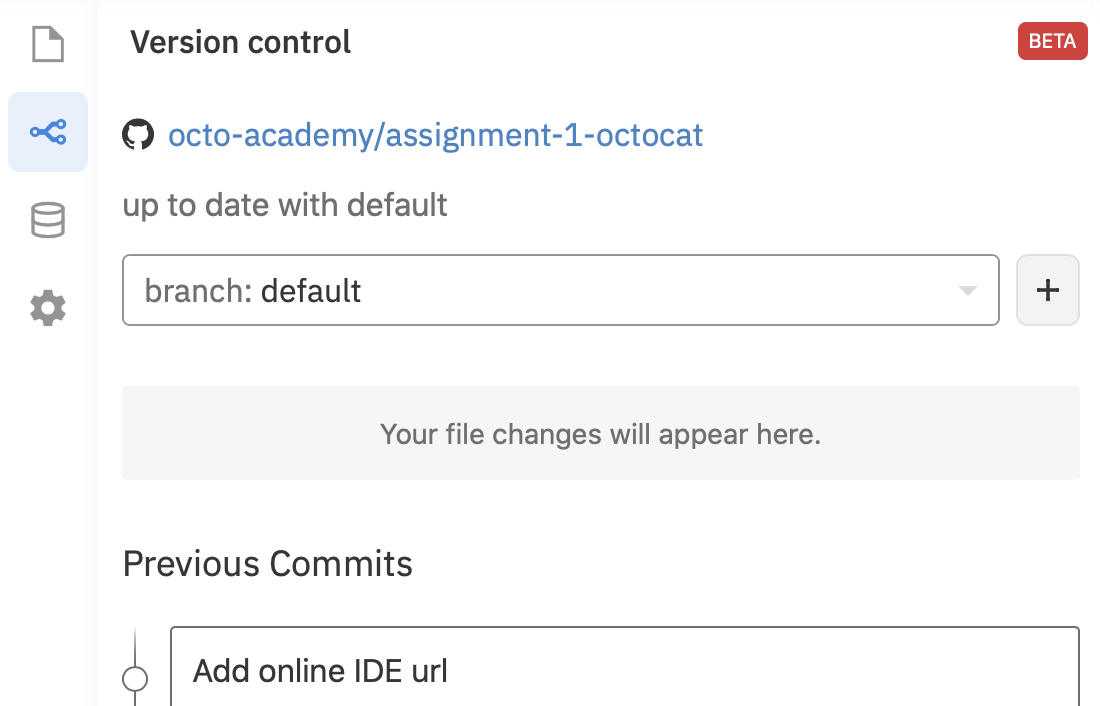 Version control
BETA
octo-academy/assignment-1-octocat
up to date with default
branch: default
+
Your file changes will appear here.
Previous Commits
Add online IDE url